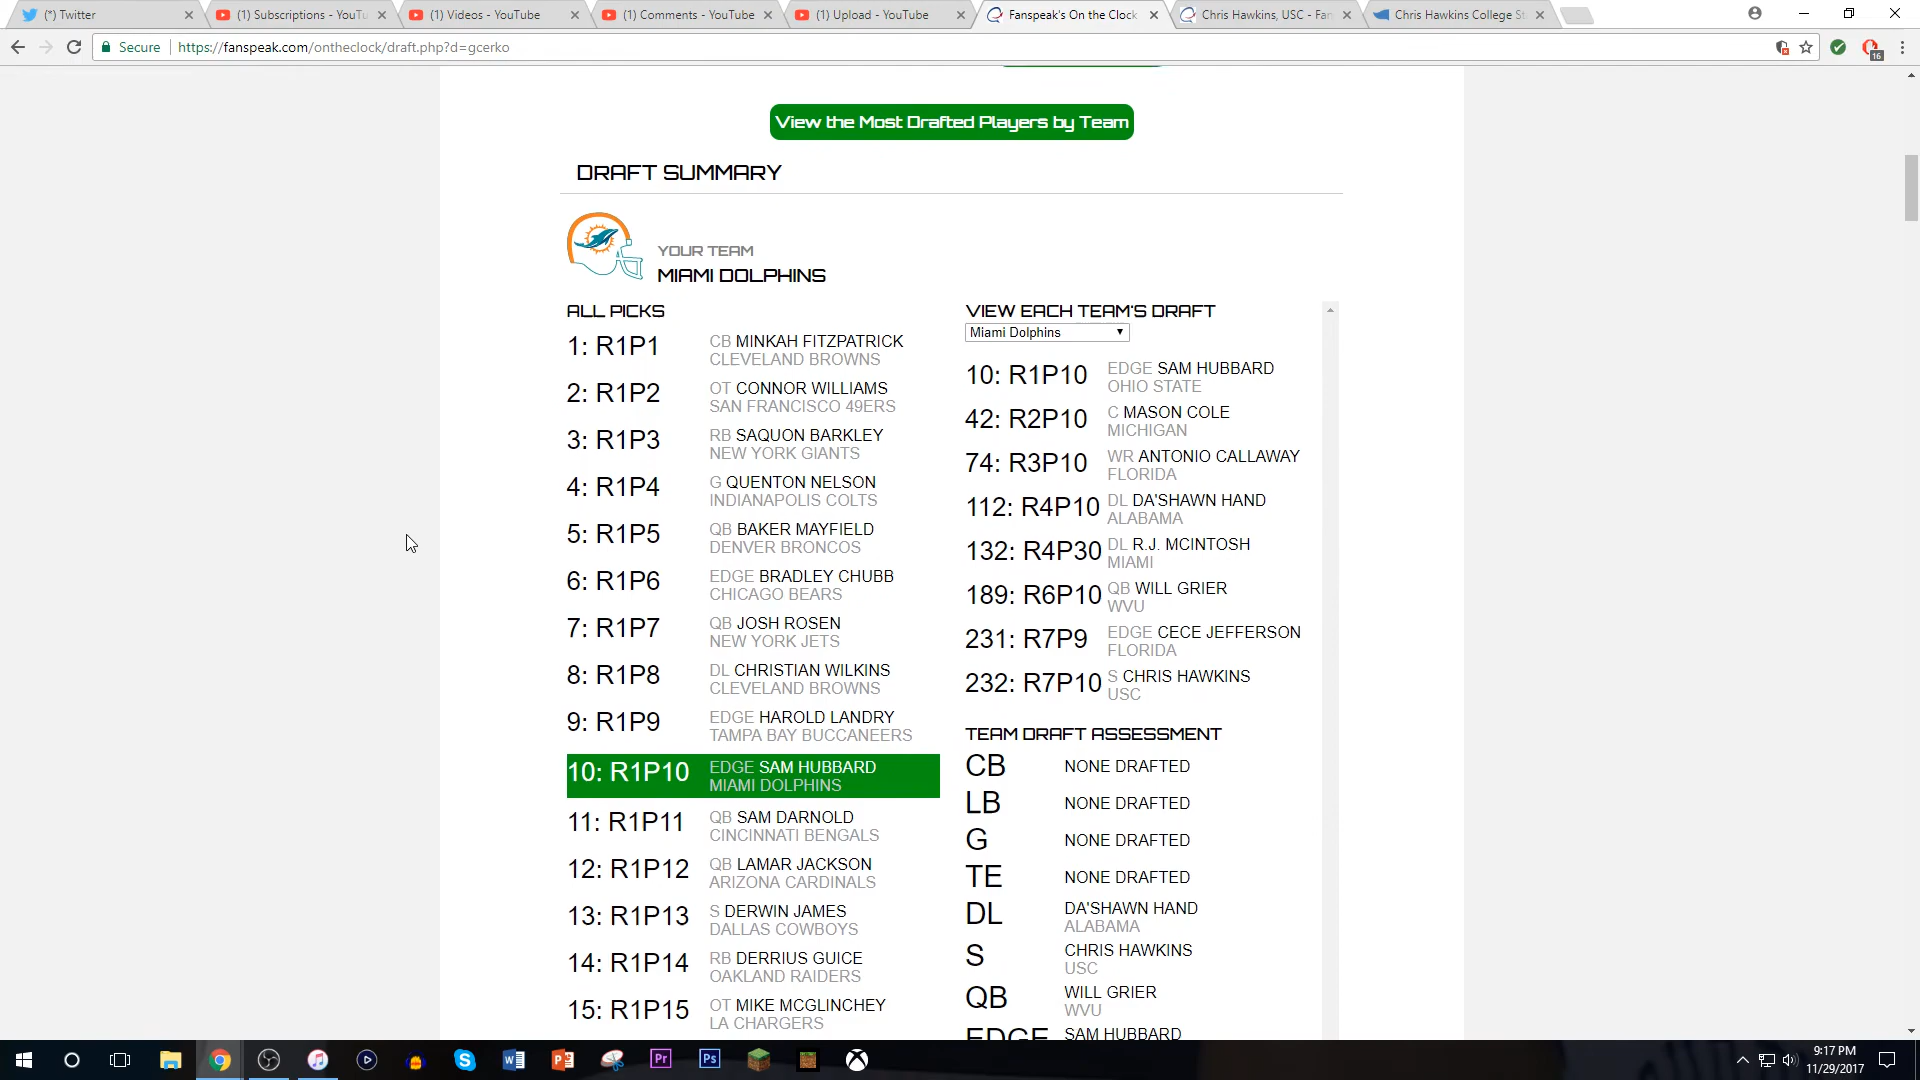 (*) Twitter
(1) Subscriptions - YouTu
(1) Videos - YouTube
(1) Comments - YouTube
(1) Upload - YouTube
Fanspeak's On the Clock
Chris Hawkins, USC - Fan
Chris Hawkins College St
Secure
https://fanspeak.com/ontheclock/draft.php?d=gcerko
16
View the Most Drafted Players by Team
DRAFT SUMMARY
YOUR TEAM
MIAMI DOLPHINS
ALL PICKS
1: R1P1
CB MINKAH FITZPATRICK
CLEVELAND BROWNS
2: R1P2
OT CONNOR WILLIAMS
SAN FRANCISCO 49ERS
3: R1P3
RB SAQUON BARKLEY
NEW YORK GIANTS
4: R1P4
G QUENTON NELSON
INDIANAPOLIS COLTS
5: R1P5
QB BAKER MAYFIELD
DENVER BRONCOS
6: R1P6
EDGE BRADLEY CHUBB
CHICAGO BEARS
7: R1P7
QB JOSH ROSEN
NEW YORK JETS
8: R1P8
DL CHRISTIAN WILKINS
CLEVELAND BROWNS
9: R1P9
EDGE HAROLD LANDRY
TAMPA BAY BUCCANEERS
10: R1P10
EDGE SAM HUBBARD
MIAMI DOLPHINS
11: R1P11
QB SAM DARNOLD
CINCINNATI BENGALS
12: R1P12
QB LAMAR JACKSON
ARIZONA CARDINALS
13: R1P13
S DERWIN JAMES
DALLAS COWBOYS
14: R1P14
RB DERRIUS GUICE
OAKLAND RAIDERS
15: R1P15
OT MIKE MCGLINCHEY
LA CHARGERS
VIEW EACH TEAM'S DRAFT
Miami Dolphins
10: R1P10
EDGE SAM HUBBARD
OHIO STATE
42: R2P10
C MASON COLE
MICHIGAN
74: R3P10
WR ANTONIO CALLAWAY
FLORIDA
112: R4P10
DL DA'SHAWN HAND
ALABAMA
132: R4P30
DL R.J. MCINTOSH
MIAMI
189: R6P10
QB WILL GRIER
WVU
231: R7P9
EDGE CECE JEFFERSON
FLORIDA
232: R7P10
S CHRIS HAWKINS
USC
TEAM DRAFT ASSESSMENT
CB NONE DRAFTED
LB NONE DRAFTED
G NONE DRAFTED
TE NONE DRAFTED
DL DA'SHAWN HAND
ALABAMA
S CHRIS HAWKINS
USC
QB WILL GRIER
WVU
EDGE SAM HUBBARD
Pr
Ps
9:17 PM
11/29/2017